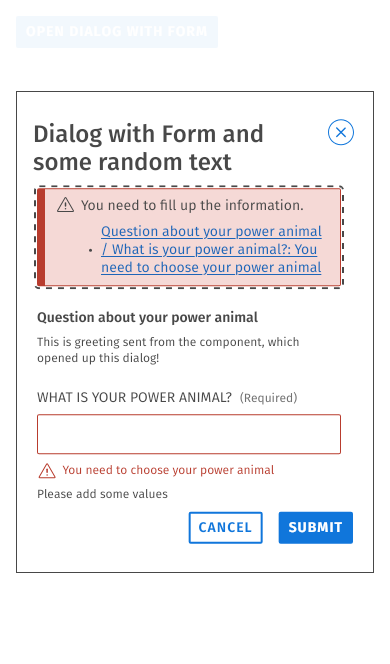 OPEN DIALOG WITH FORM
Dialog with Form and
some random text
You need to fill up the information.
• Question about your power animal
/ What is your power animal?: You
need to choose your power animal
Question about your power animal
This is greeting sent from the component, which
opened up this dialog!
WHAT IS YOUR POWER ANIMAL? (Required)
You need to choose your power animal
Please add some values
CANCEL SUBMIT